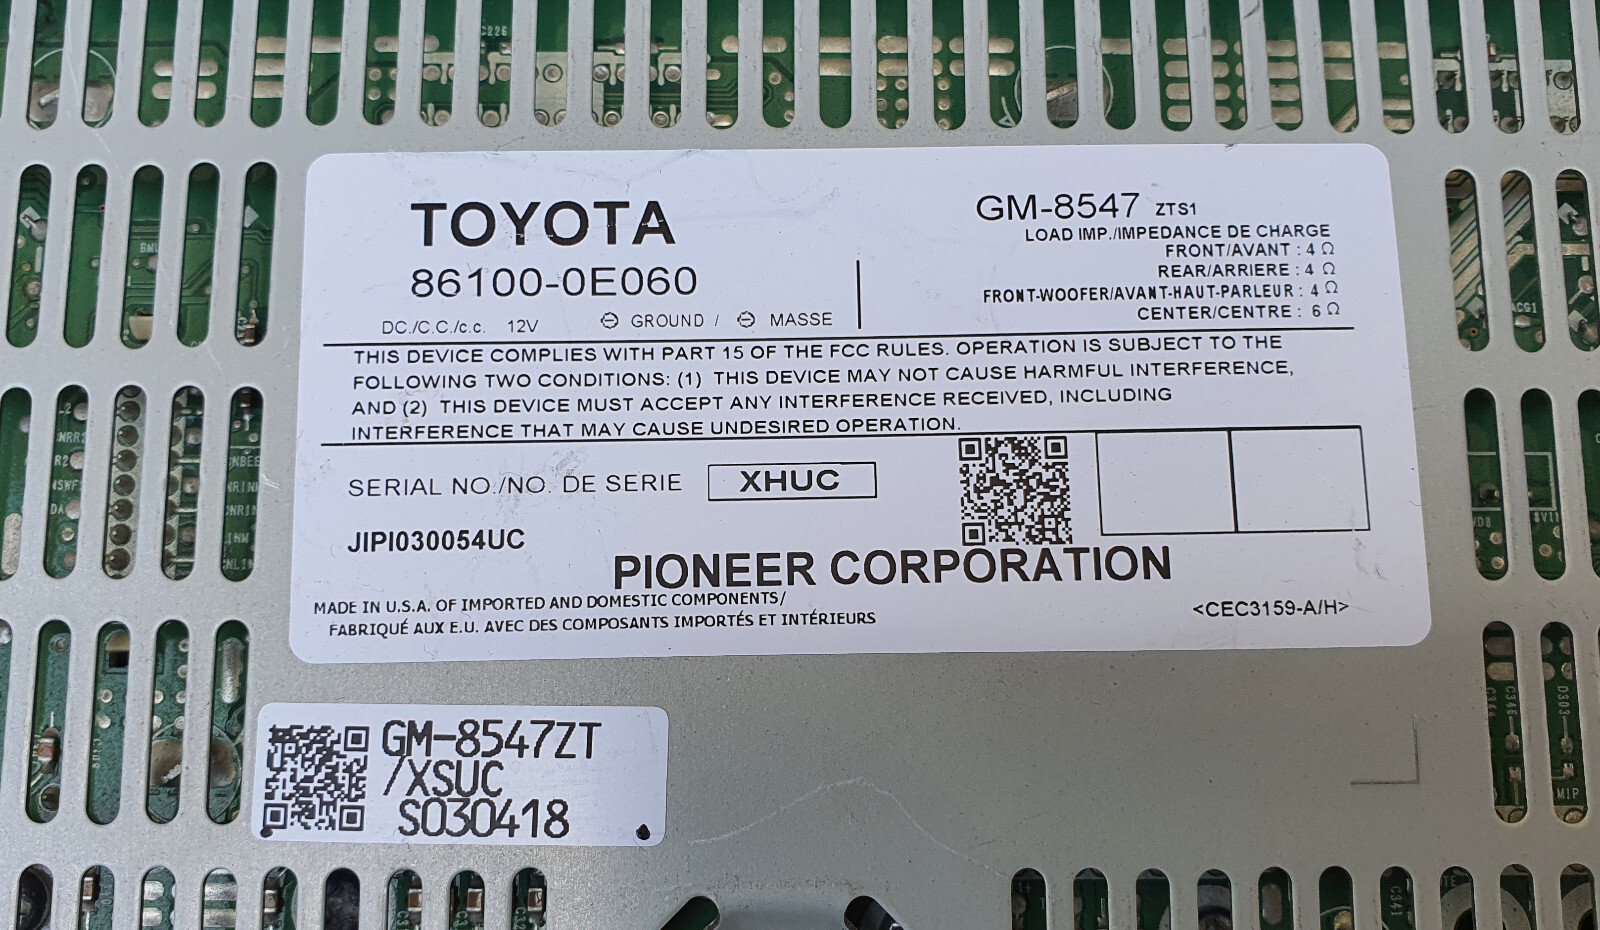 C226
TOYOTA
86100-0E060
DC./C.C./c.c. 12V ⊖ GROUND / ⊖ MASSE
GM-8547 ZTS1
LOAD IMP./IMPEDANCE DE CHARGE
FRONT/AVANT : 4 Ω
REAR/ARRIERE : 4 Ω
FRONT-WOOFER/AVANT-HAUT-PARLEUR : 4 Ω
CENTER/CENTRE : 6 Ω
THIS DEVICE COMPLIES WITH PART 15 OF THE FCC RULES. OPERATION IS SUBJECT TO THE
FOLLOWING TWO CONDITIONS: (1) THIS DEVICE MAY NOT CAUSE HARMFUL INTERFERENCE,
AND (2) THIS DEVICE MUST ACCEPT ANY INTERFERENCE RECEIVED, INCLUDING
INTERFERENCE THAT MAY CAUSE UNDESIRED OPERATION.
SERIAL NO./NO. DE SERIE XHUC
JIPI030054UC
PIONEER CORPORATION
MADE IN U.S.A. OF IMPORTED AND DOMESTIC COMPONENTS/
FABRIQUÉ AUX E.U. AVEC DES COMPOSANTS IMPORTÉS ET INTÉRIEURS
<CEC3159-A/H>
GM-8547ZT
/XSUC
S030418
C346
D303
MIP
C341